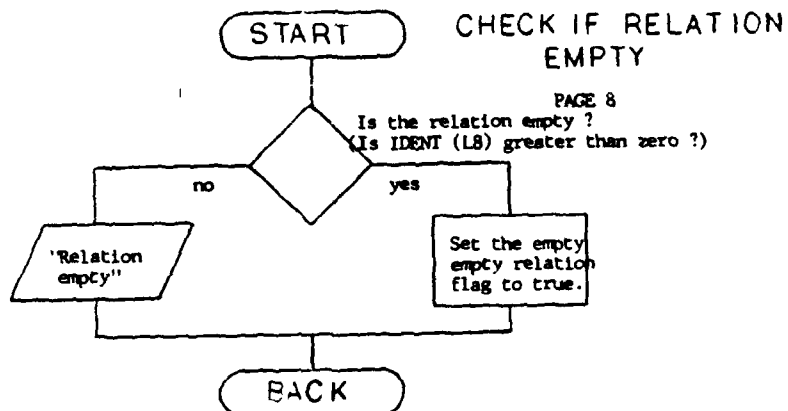 START
CHECK IF RELATION
EMPTY
PAGE 8
Is the relation empty ?
(Is IDENT (L8) greater than zero ?)
no
yes
"Relation
empty"
Set the empty
empty relation
flag to true.
BACK